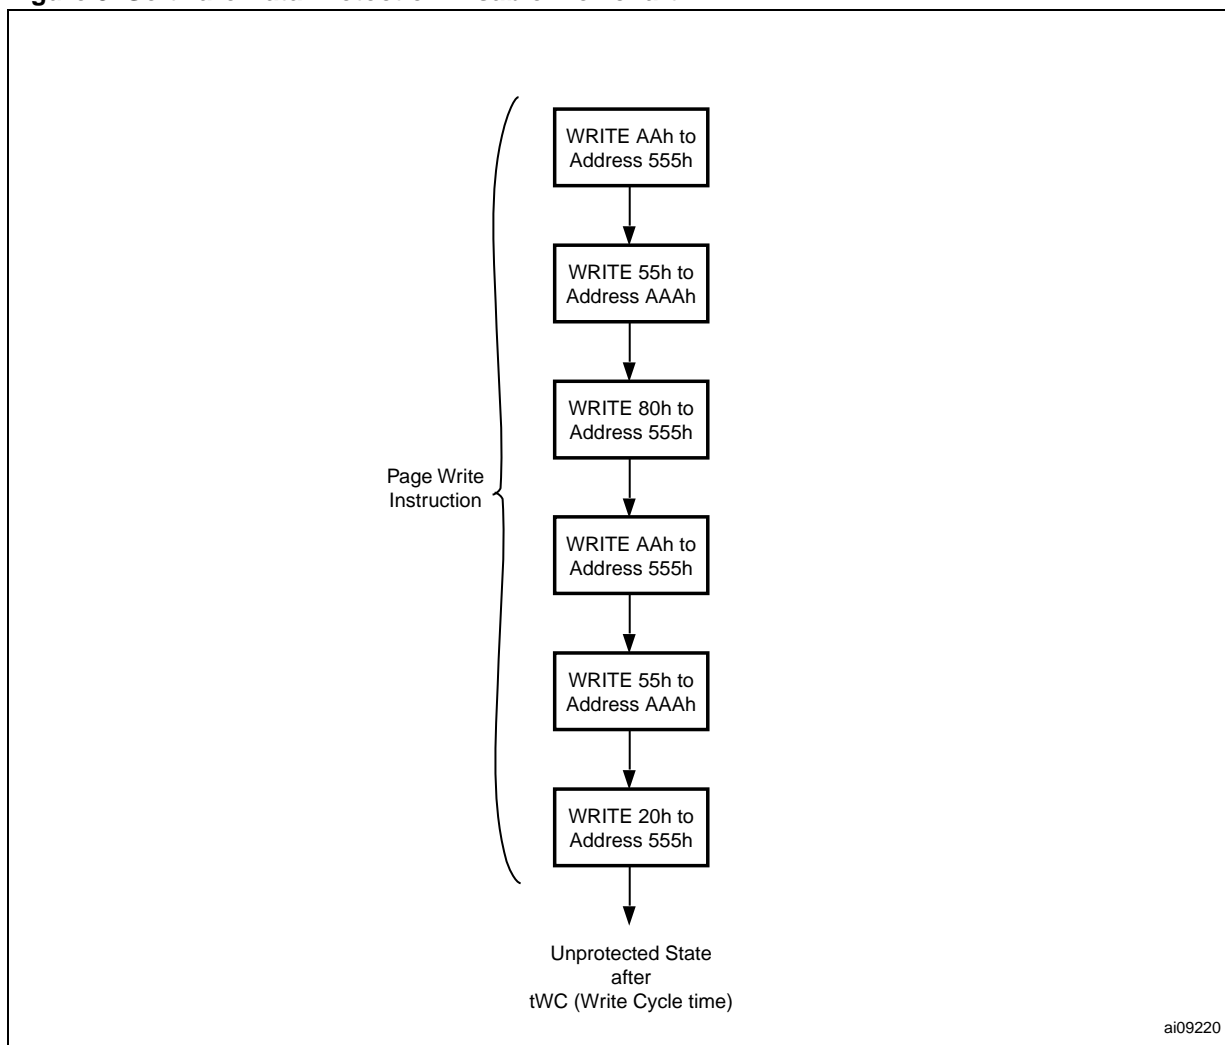 WRITE AAh to
Address 555h
WRITE 55h to
Address AAAh
WRITE 80h to
Address 555h
Page Write
Instruction
WRITE AAh to
Address 555h
WRITE 55h to
Address AAAh
WRITE 20h to
Address 555h
Unprotected State
after
tWC (Write Cycle time)
ai09220